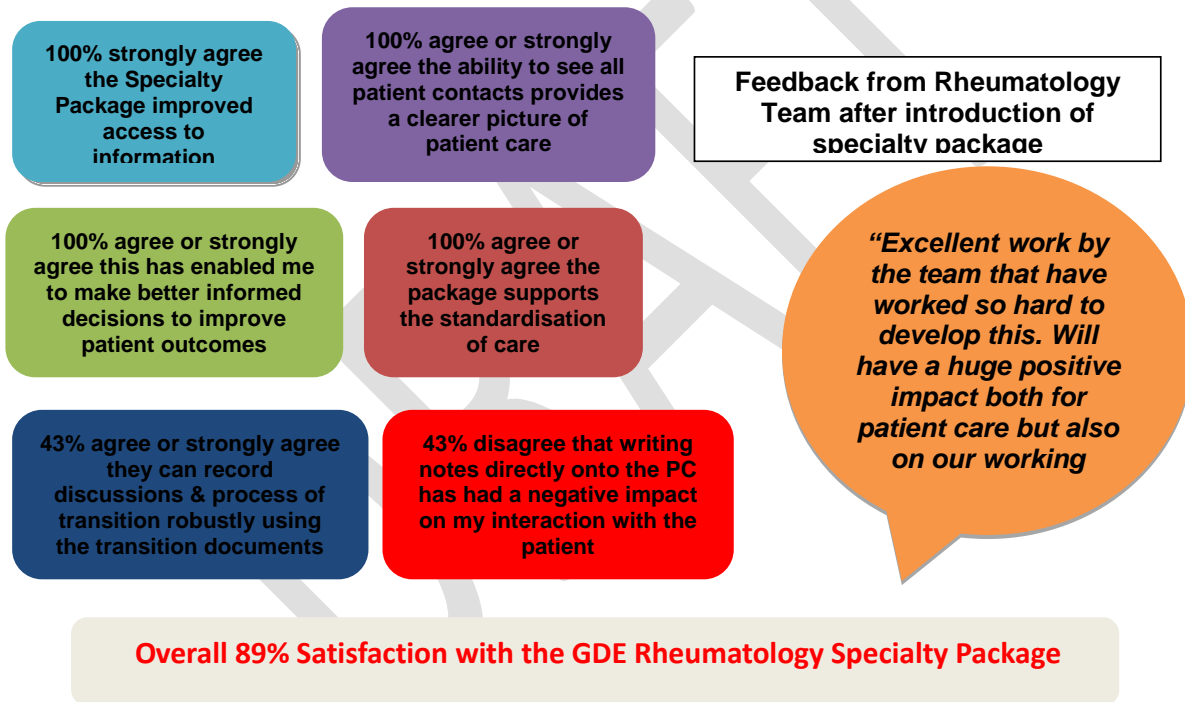 100% strongly agree
the Specialty
Package improved
access to
information
100% agree or strongly
agree the ability to see all
patient contacts provides
a clearer picture of
patient care
Feedback from Rheumatology
Team after introduction of
specialty package
100% agree or strongly
agree this has enabled me
to make better informed
decisions to improve
patient outcomes
100% agree or
strongly agree the
package supports
the standardisation
of care
“Excellent work by
the team that have
worked so hard to
develop this. Will
have a huge positive
impact both for
patient care but also
on our working
43% agree or strongly agree
they can record
discussions & process of
transition robustly using
the transition documents
43% disagree that writing
notes directly onto the PC
has had a negative impact
on my interaction with the
patient
Overall 89% Satisfaction with the GDE Rheumatology Specialty Package